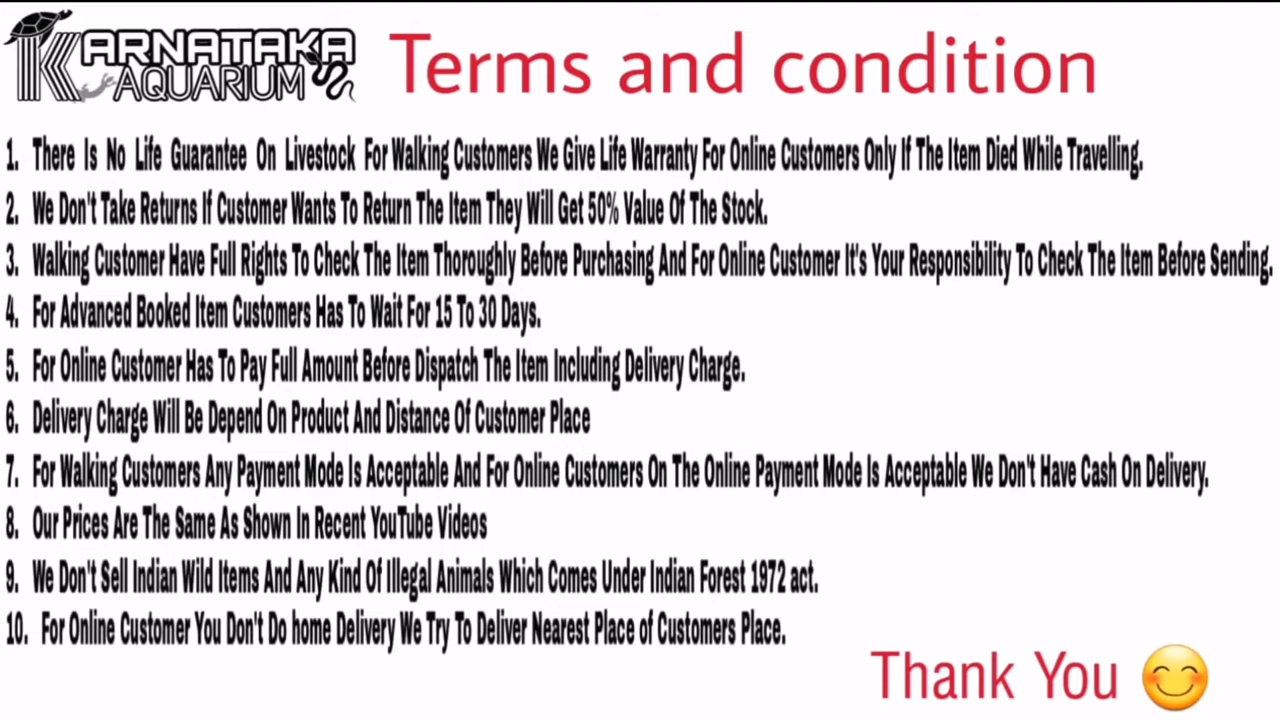 KARNATAKA
AQUARIUM
Terms and condition
1. There Is No Life Guarantee On Livestock For Walking Customers We Give Life Warranty For Online Customers Only If The Item Died While Travelling.
2. We Don't Take Returns If Customer Wants To Return The Item They Will Get 50% Value Of The Stock.
3. Walking Customer Have Full Rights To Check The Item Thoroughly Before Purchasing And For Online Customer It's Your Responsibility To Check The Item Before Sending.
4. For Advanced Booked Item Customers Has To Wait For 15 To 30 Days.
5. For Online Customer Has To Pay Full Amount Before Dispatch The Item Including Delivery Charge.
6. Delivery Charge Will Be Depend On Product And Distance Of Customer Place
7. For Walking Customers Any Payment Mode Is Acceptable And For Online Customers On The Online Payment Mode Is Acceptable We Don't Have Cash On Delivery.
8. Our Prices Are The Same As Shown In Recent YouTube Videos
9. We Don't Sell Indian Wild Items And Any Kind Of Illegal Animals Which Comes Under Indian Forest 1972 act.
10. For Online Customer You Don't Do home Delivery We Try To Deliver Nearest Place of Customers Place.
Thank You 😊